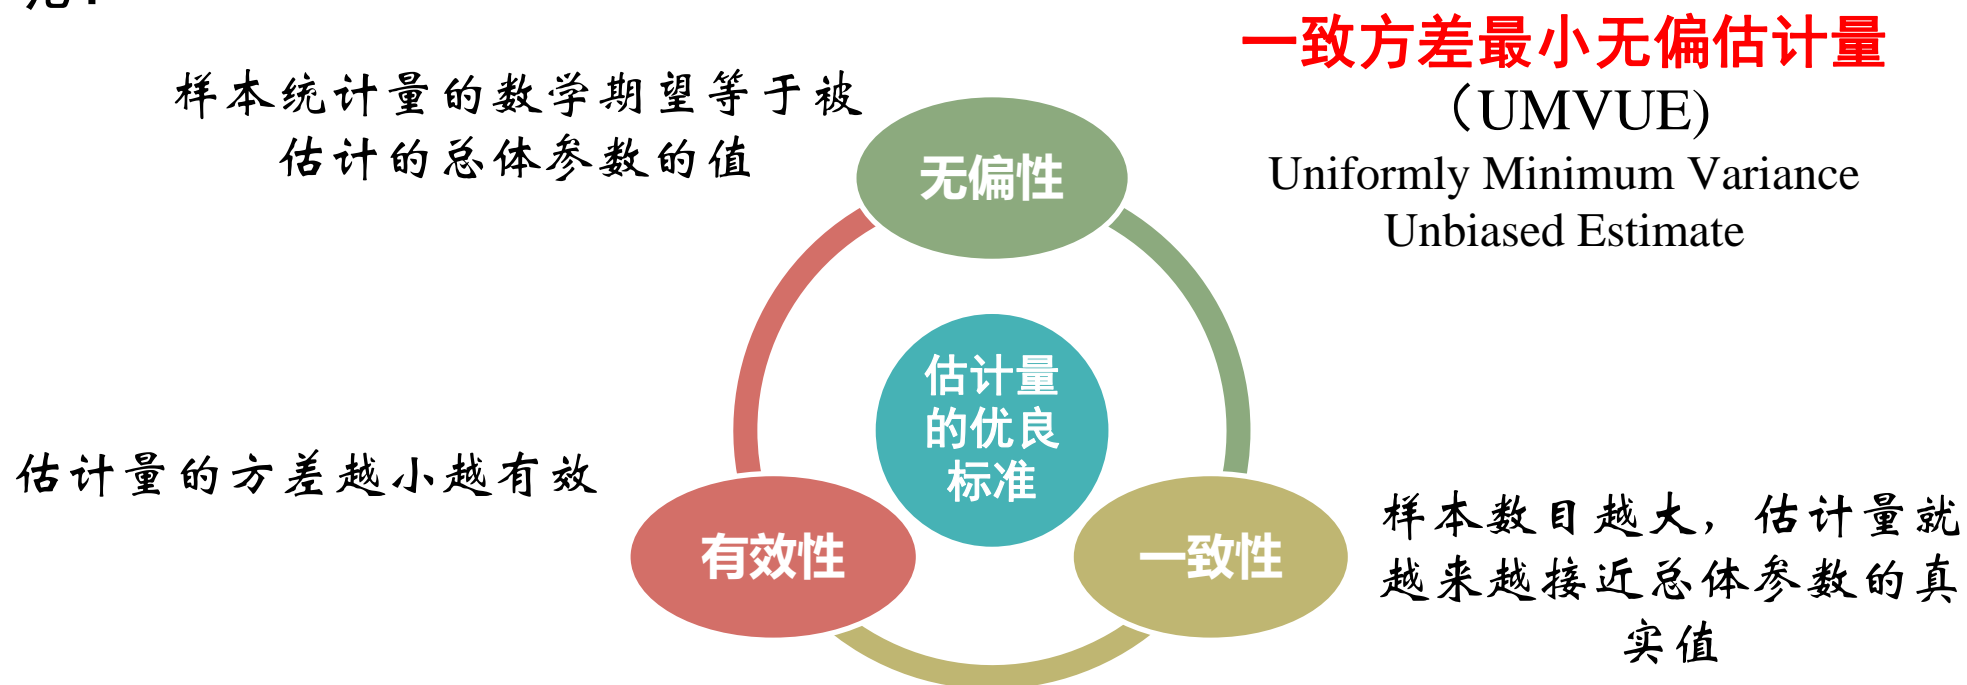 一致方差最小无偏估计量
（UMVUE)
Uniformly Minimum Variance
Unbiased Estimate
样本统计量的数学期望等于被
估计的总体参数的值
无偏性
估计量
的优良
标准
估计量的方差越小越有效
有效性
一致性
样本数目越大，估计量就
越来越接近总体参数的真
实值